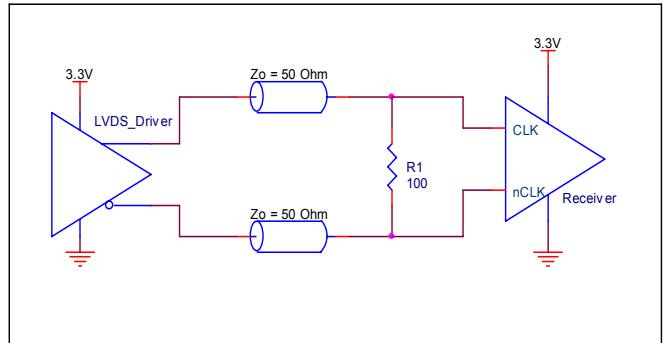 3.3V
LVDS_Driver
Zo = 50 Ohm
Zo = 50 Ohm
R1
100
3.3V
CLK
nCLK
Receiver